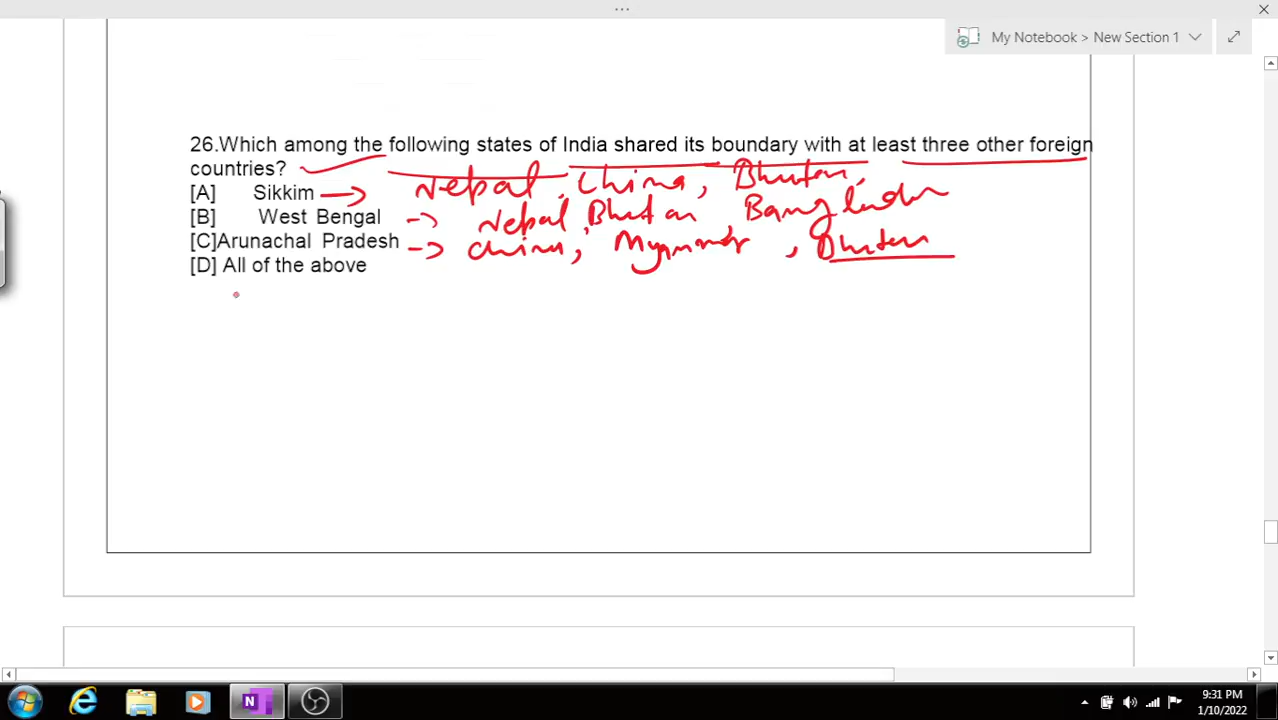 ...
My Notebook > New Section 1
26.Which among the following states of India shared its boundary with at least three other foreign
countries?
[A] Sikkim → Nepal, China, Bhutan,
[B] West Bengal → Nepal, Bhutan Bangladesh
[C]Arunachal Pradesh → China, Myanmar, Bhutan
[D] All of the above
N
9:31 PM
1/10/2022